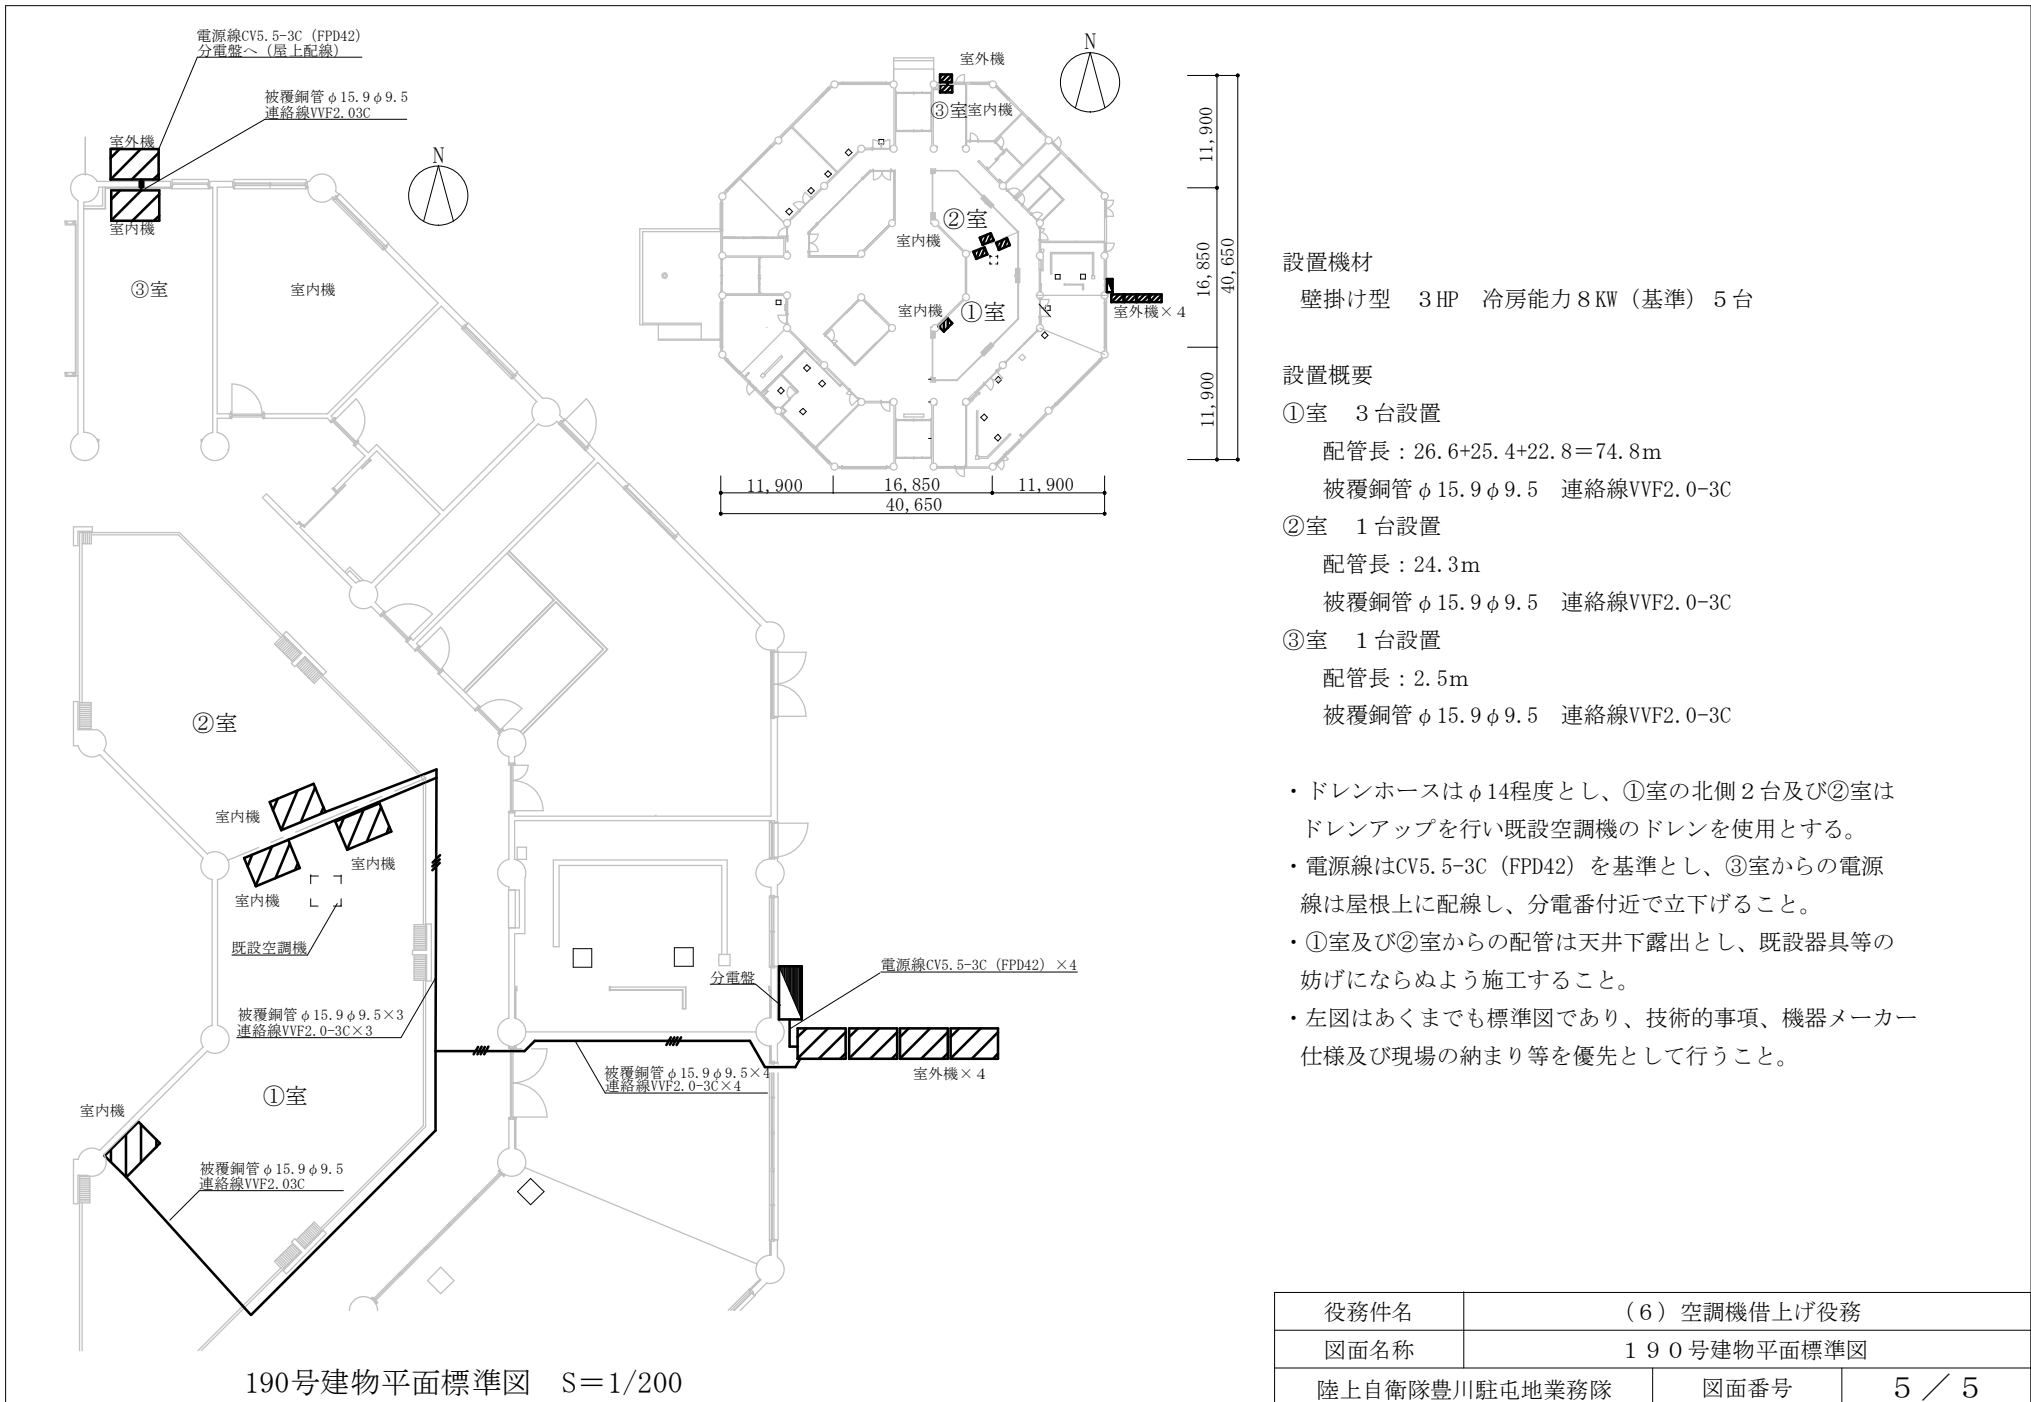 電源線CV5.5-3C（FPD42）
分電盤へ（屋上配線）
被覆銅管φ15.9φ9.5
連絡線VVF2.03C
室外機
室内機
N
③室
室内機
②室
室内機
室内機
室内機
既設空調機
被覆銅管φ15.9φ9.5×3
連絡線VVF2.0-3C×3
①室
室内機
被覆銅管φ15.9φ9.5
連絡線VVF2.03C
被覆銅管φ15.9φ9.5×4
連絡線VVF2.0-3C×4
分電盤
電源線CV5.5-3C（FPD42）×4
室外機×4
190号建物平面標準図　S＝1/200
室外機
N
③室
室内機
②室
室内機
室内機
①室
室外機×4
11,900
16,850
40,650
11,900
11,900
16,850
11,900
40,650
設置機材
壁掛け型　３HP　冷房能力８KW（基準）５台
設置概要
①室　３台設置
配管長：26.6+25.4+22.8＝74.8m
被覆銅管φ15.9φ9.5　連絡線VVF2.0-3C
②室　１台設置
配管長：24.3m
被覆銅管φ15.9φ9.5　連絡線VVF2.0-3C
③室　１台設置
配管長：2.5m
被覆銅管φ15.9φ9.5　連絡線VVF2.0-3C
・ドレンホースはφ14程度とし、①室の北側２台及び②室は
ドレンアップを行い既設空調機のドレンを使用とする。
・電源線はCV5.5-3C（FPD42）を基準とし、③室からの電源
線は屋根上に配線し、分電番付近で立下げること。
・①室及び②室からの配管は天井下露出とし、既設器具等の
妨げにならぬよう施工すること。
・左図はあくまでも標準図であり、技術的事項、機器メーカー
仕様及び現場の納まり等を優先として行うこと。
役務件名　（６）空調機借上げ役務
図面名称　１９０号建物平面標準図
陸上自衛隊豊川駐屯地業務隊　図面番号　５／５